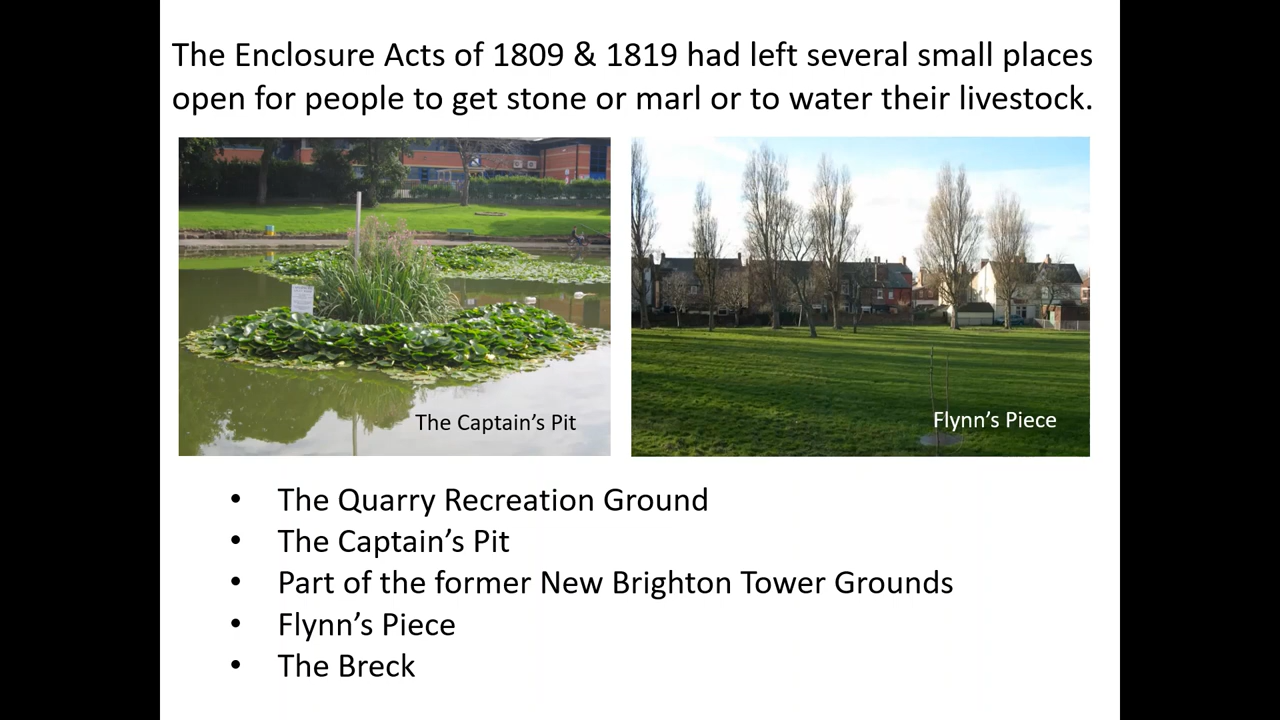 The Enclosure Acts of 1809 & 1819 had left several small places
open for people to get stone or marl or to water their livestock.
The Captain’s Pit
Flynn’s Piece
• The Quarry Recreation Ground
• The Captain’s Pit
• Part of the former New Brighton Tower Grounds
• Flynn’s Piece
• The Breck